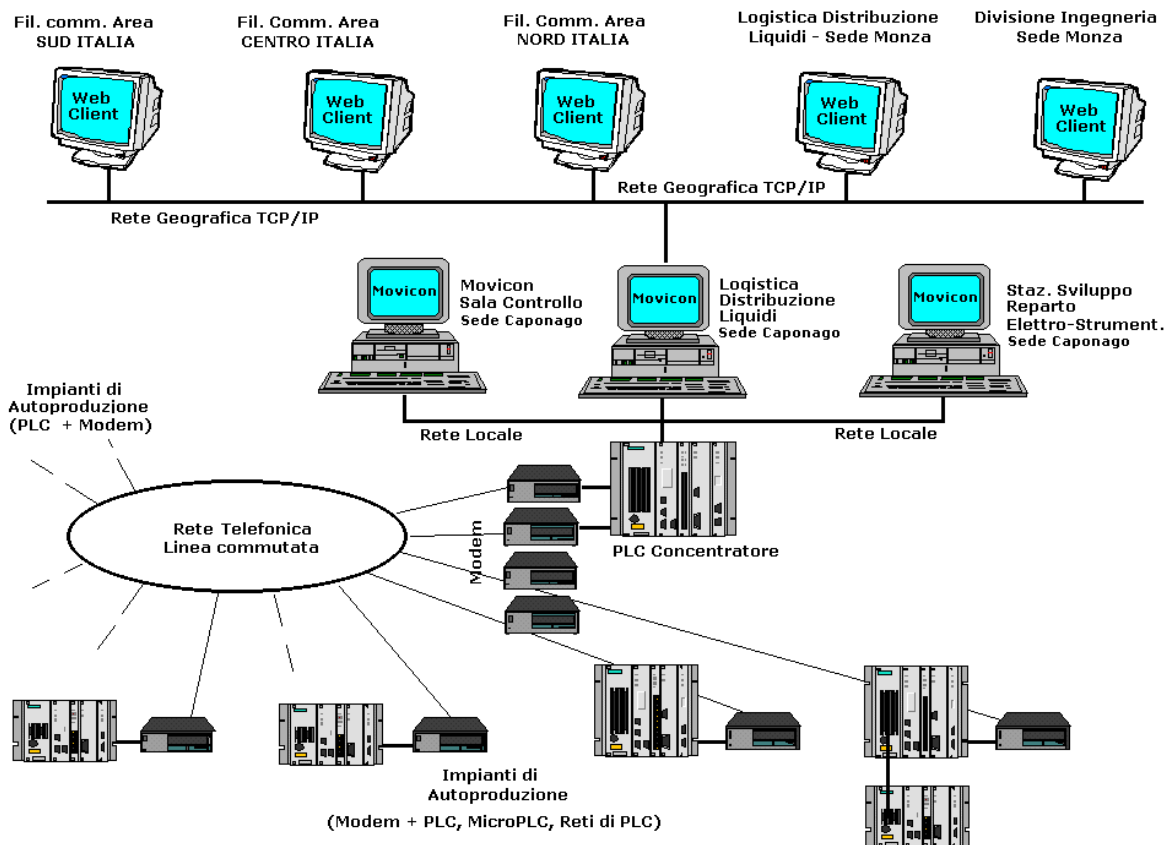 Fil. comm. Area
SUD ITALIA
Fil. Comm. Area
CENTRO ITALIA
Fil. Comm. Area
NORD ITALIA
Logistica Distribuzione
Liquidi - Sede Monza
Divisione Ingegneria
Sede Monza
Web
Client
Web
Client
Web
Client
Web
Client
Web
Client
Rete Geografica TCP/IP
Rete Geografica TCP/IP
Movicon
Movicon
Sala Controllo
Sede Caponago
Movicon
Logistica
Distribuzione
Liquidi
Sede Caponago
Movicon
Staz. Sviluppo
Reparto
Elettro-Strument.
Sede Caponago
Impianti di
Autoproduzione
(PLC + Modem)
Rete Locale
Rete Locale
Rete Telefonica
Linea commutata
Modem
PLC Concentratore
Impianti di
Autoproduzione
(Modem + PLC, MicroPLC, Reti di PLC)